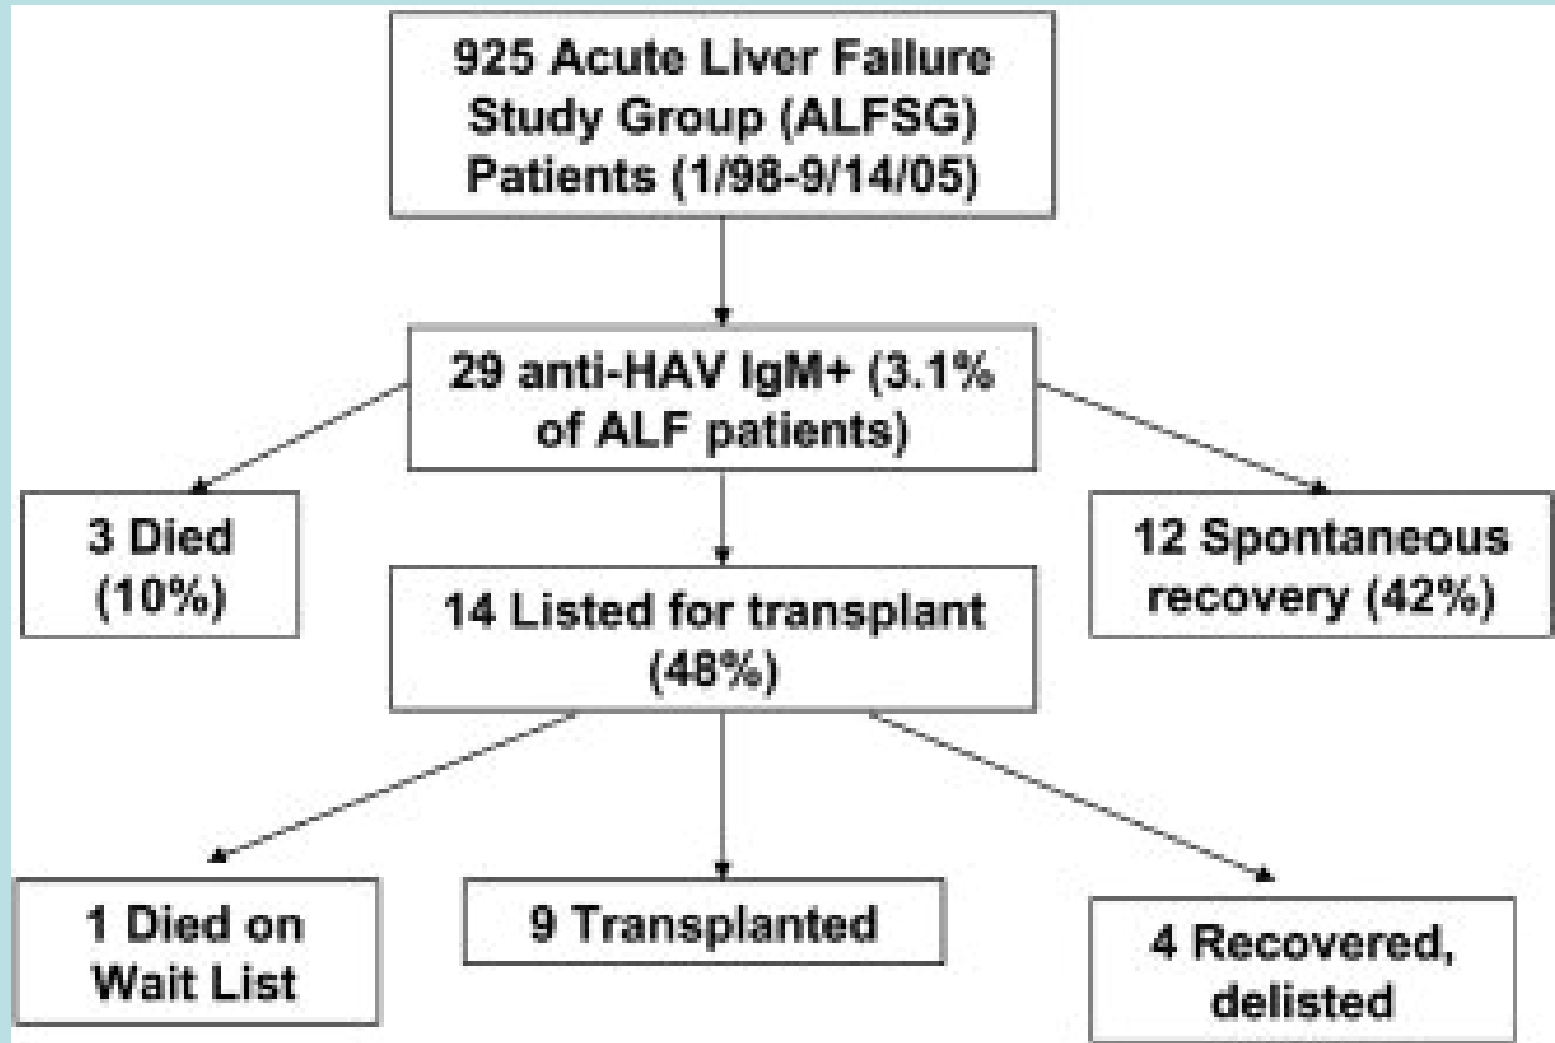 925 Acute Liver Failure
Study Group (ALFSG)
Patients (1/98-9/14/05)
29 anti-HAV IgM+ (3.1%
of ALF patients)
3 Died
(10%)
14 Listed for transplant
(48%)
12 Spontaneous
recovery (42%)
1 Died on
Wait List
9 Transplanted
4 Recovered,
delisted